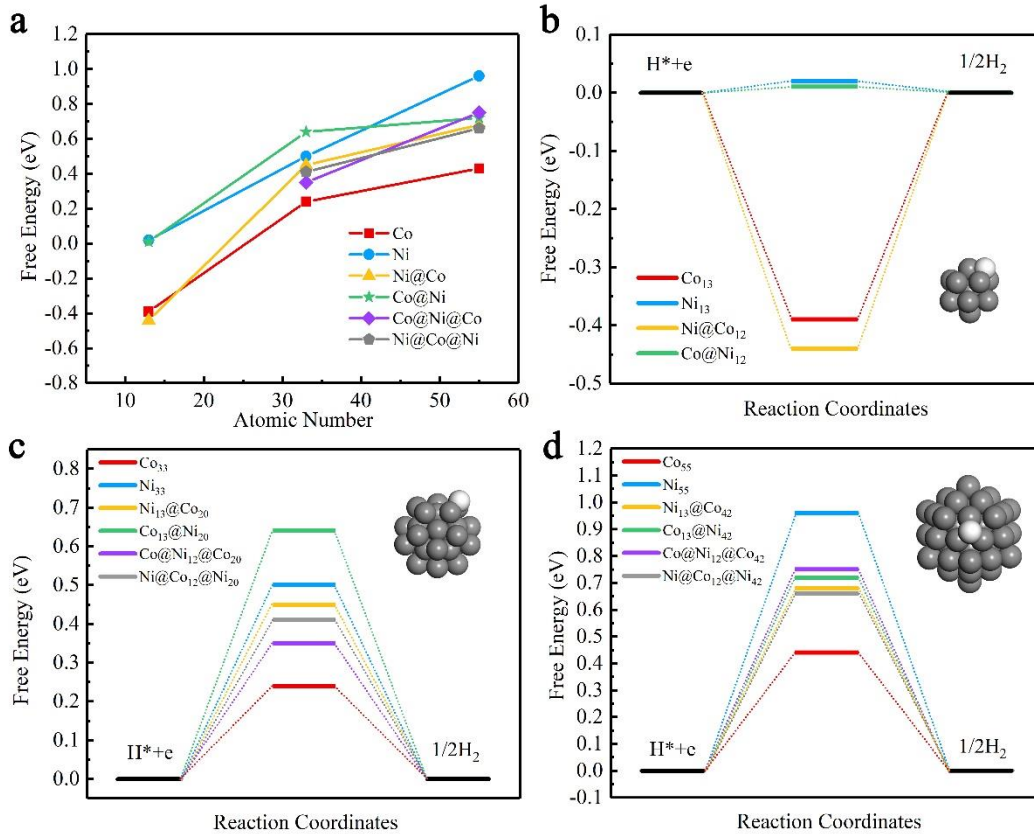 a
Free Energy (eV)
1.2
1.0
0.8
0.6
0.4
0.2
0.0
-0.2
-0.4
-0.6
-0.8
Co
Ni
Ni@Co
Co@Ni
Co@Ni@Co
Ni@Co@Ni
10 20 30 40 50 60
Atomic Number
b
Free Energy (eV)
0.1
0.0
-0.1
-0.2
-0.3
-0.4
-0.5
H*+e
1/2H₂
Co₁₃
Ni₁₃
Ni@Co₁₂
Co@Ni₁₂
Reaction Coordinates
c
Free Energy (eV)
0.8
0.7
0.6
0.5
0.4
0.3
0.2
0.1
0.0
Co₃₃
Ni₃₃
Ni₁₃@Co₂₀
Co₁₃@Ni₂₀
Co@Ni₁₂@Co₂₀
Ni@Co₁₂@Ni₂₀
H*+e
1/2H₂
Reaction Coordinates
d
Free Energy (eV)
1.2
1.1
1.0
0.9
0.8
0.7
0.6
0.5
0.4
0.3
0.2
0.1
0.0
-0.1
Co₅₅
Ni₅₅
Ni₁₃@Co₄₂
Co₁₃@Ni₄₂
Co@Ni₁₂@Co₄₂
Ni@Co₁₂@Ni₄₂
H*+e
1/2H₂
Reaction Coordinates